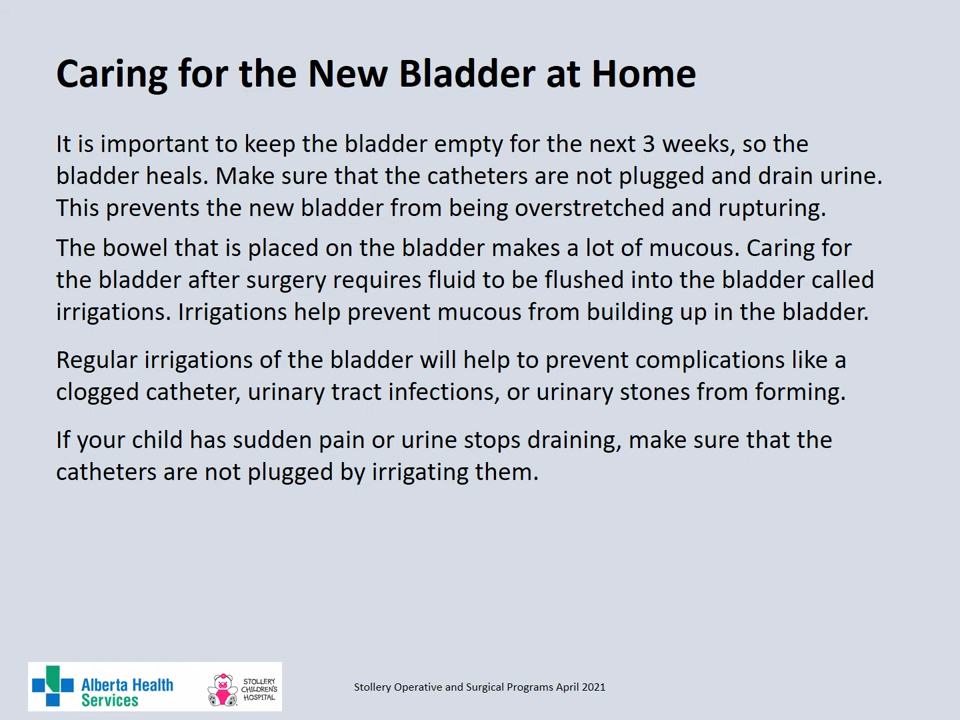 Caring for the New Bladder at Home
It is important to keep the bladder empty for the next 3 weeks, so the
bladder heals. Make sure that the catheters are not plugged and drain urine.
This prevents the new bladder from being overstretched and rupturing.
The bowel that is placed on the bladder makes a lot of mucous. Caring for
the bladder after surgery requires fluid to be flushed into the bladder called
irrigations. Irrigations help prevent mucous from building up in the bladder.
Regular irrigations of the bladder will help to prevent complications like a
clogged catheter, urinary tract infections, or urinary stones from forming.
If your child has sudden pain or urine stops draining, make sure that the
catheters are not plugged by irrigating them.
Alberta Health
Services
STOLLERY
CHILDREN'S
HOSPITAL
Stollery Operative and Surgical Programs April 2021